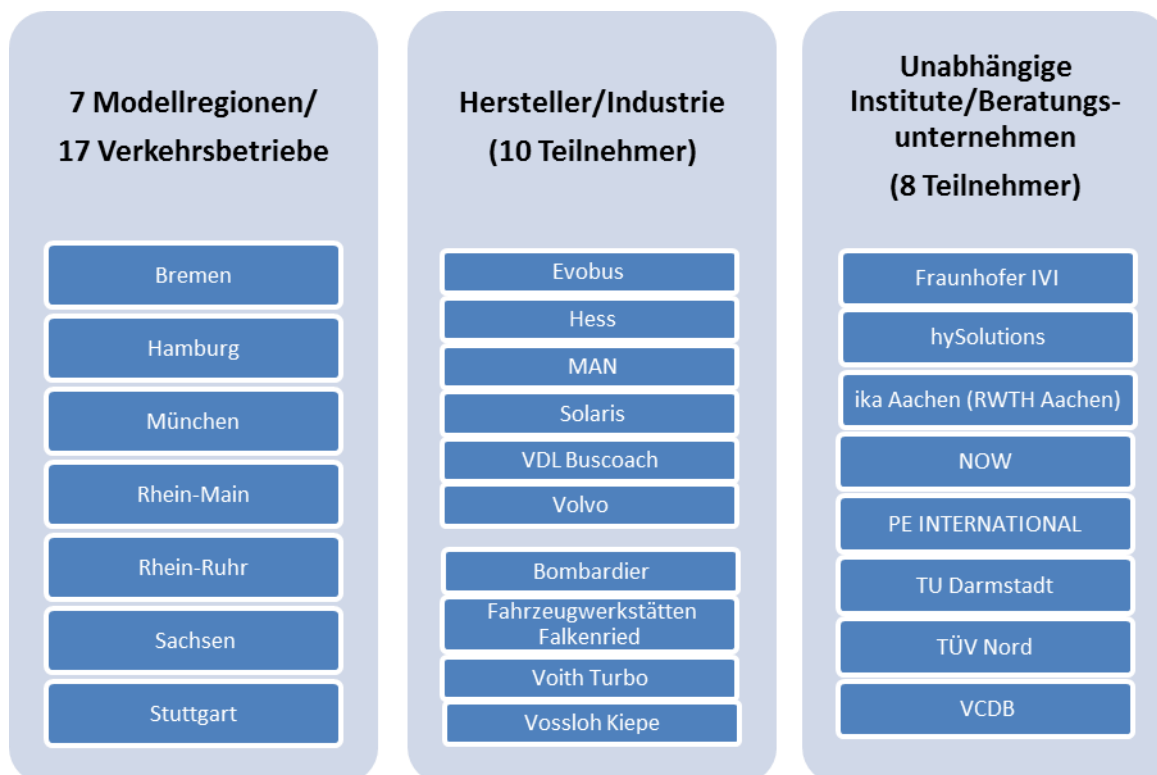 7 Modellregionen/
17 Verkehrsbetriebe
Bremen
Hamburg
München
Rhein-Main
Rhein-Ruhr
Sachsen
Stuttgart
Hersteller/Industrie
(10 Teilnehmer)
Evobus
Hess
MAN
Solaris
VDL Buscoach
Volvo
Bombardier
Fahrzeugwerkstätten
Falkenried
Voith Turbo
Vossloh Kiepe
Unabhängige
Institute/Beratungs-
unternehmen
(8 Teilnehmer)
Fraunhofer IVI
hySolutions
ika Aachen (RWTH Aachen)
NOW
PE INTERNATIONAL
TU Darmstadt
TÜV Nord
VCDB